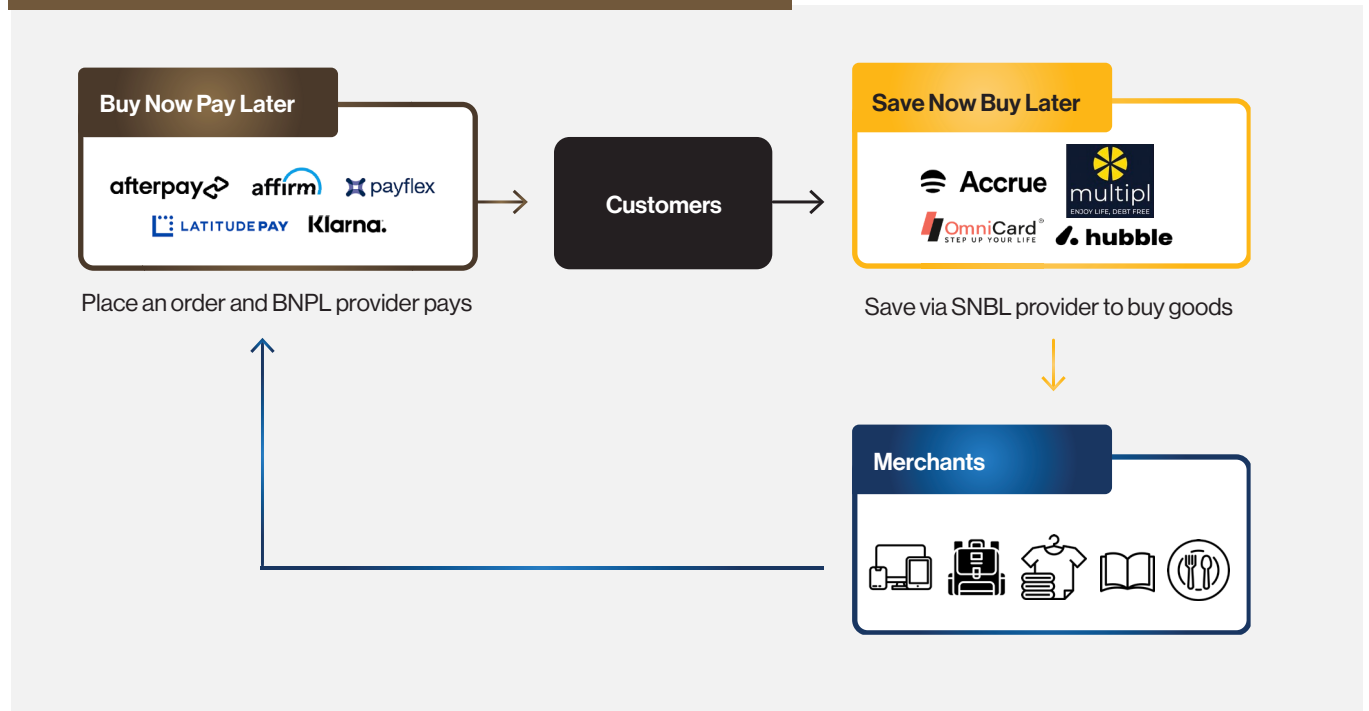 Buy Now Pay Later
afterpay
affirm
payflex
LATITUDEPAY
Klarna.
Place an order and BNPL provider pays
Customers
Save Now Buy Later
Accrue
multipl
ENJOY LIFE, DEBT FREE
OmniCard®
STEP UP YOUR LIFE
hubble
Save via SNBL provider to buy goods
Merchants